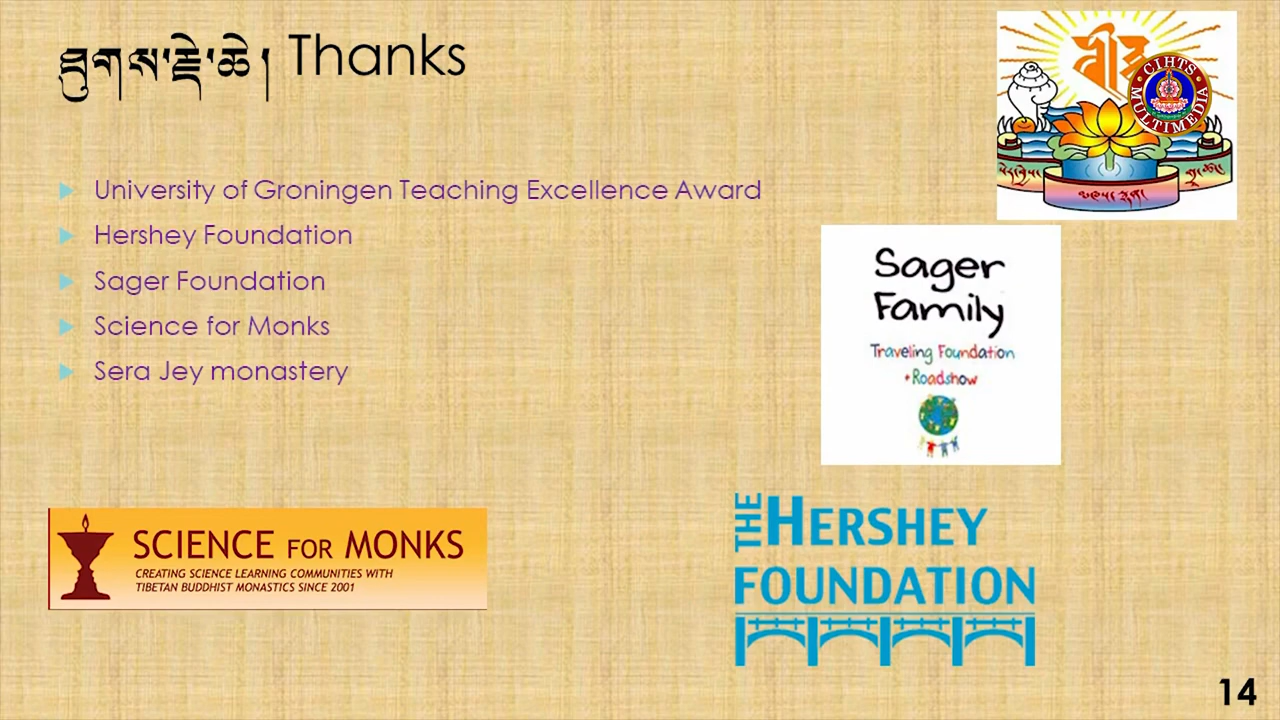 ཐུགས་རྗེ་ཆེ། Thanks
University of Groningen Teaching Excellence Award
Hershey Foundation
Sager Foundation
Science for Monks
Sera Jey monastery
CIHTS
MULTIMEDIA
Sager
Family
Traveling Foundation
+Roadshow
SCIENCE FOR MONKS
CREATING SCIENCE LEARNING COMMUNITIES WITH
TIBETAN BUDDHIST MONASTICS SINCE 2001
THE HERSHEY
FOUNDATION
14